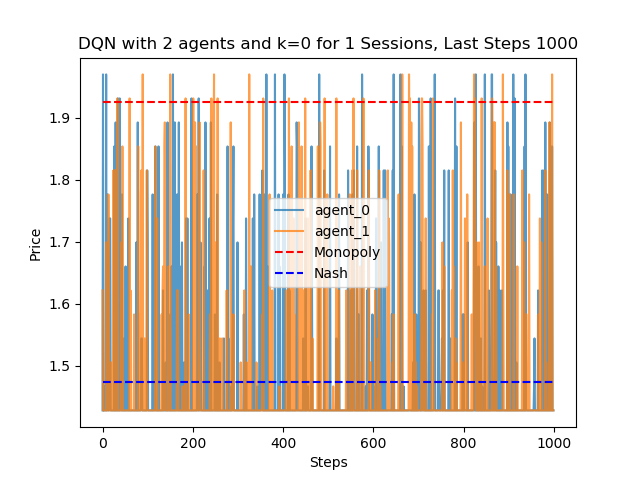 DQN with 2 agents and k=0 for 1 Sessions, Last Steps 1000
Price
1.9
1.8
1.7
1.6
1.5
agent_0
agent_1
Monopoly
Nash
0 200 400 600 800 1000
Steps